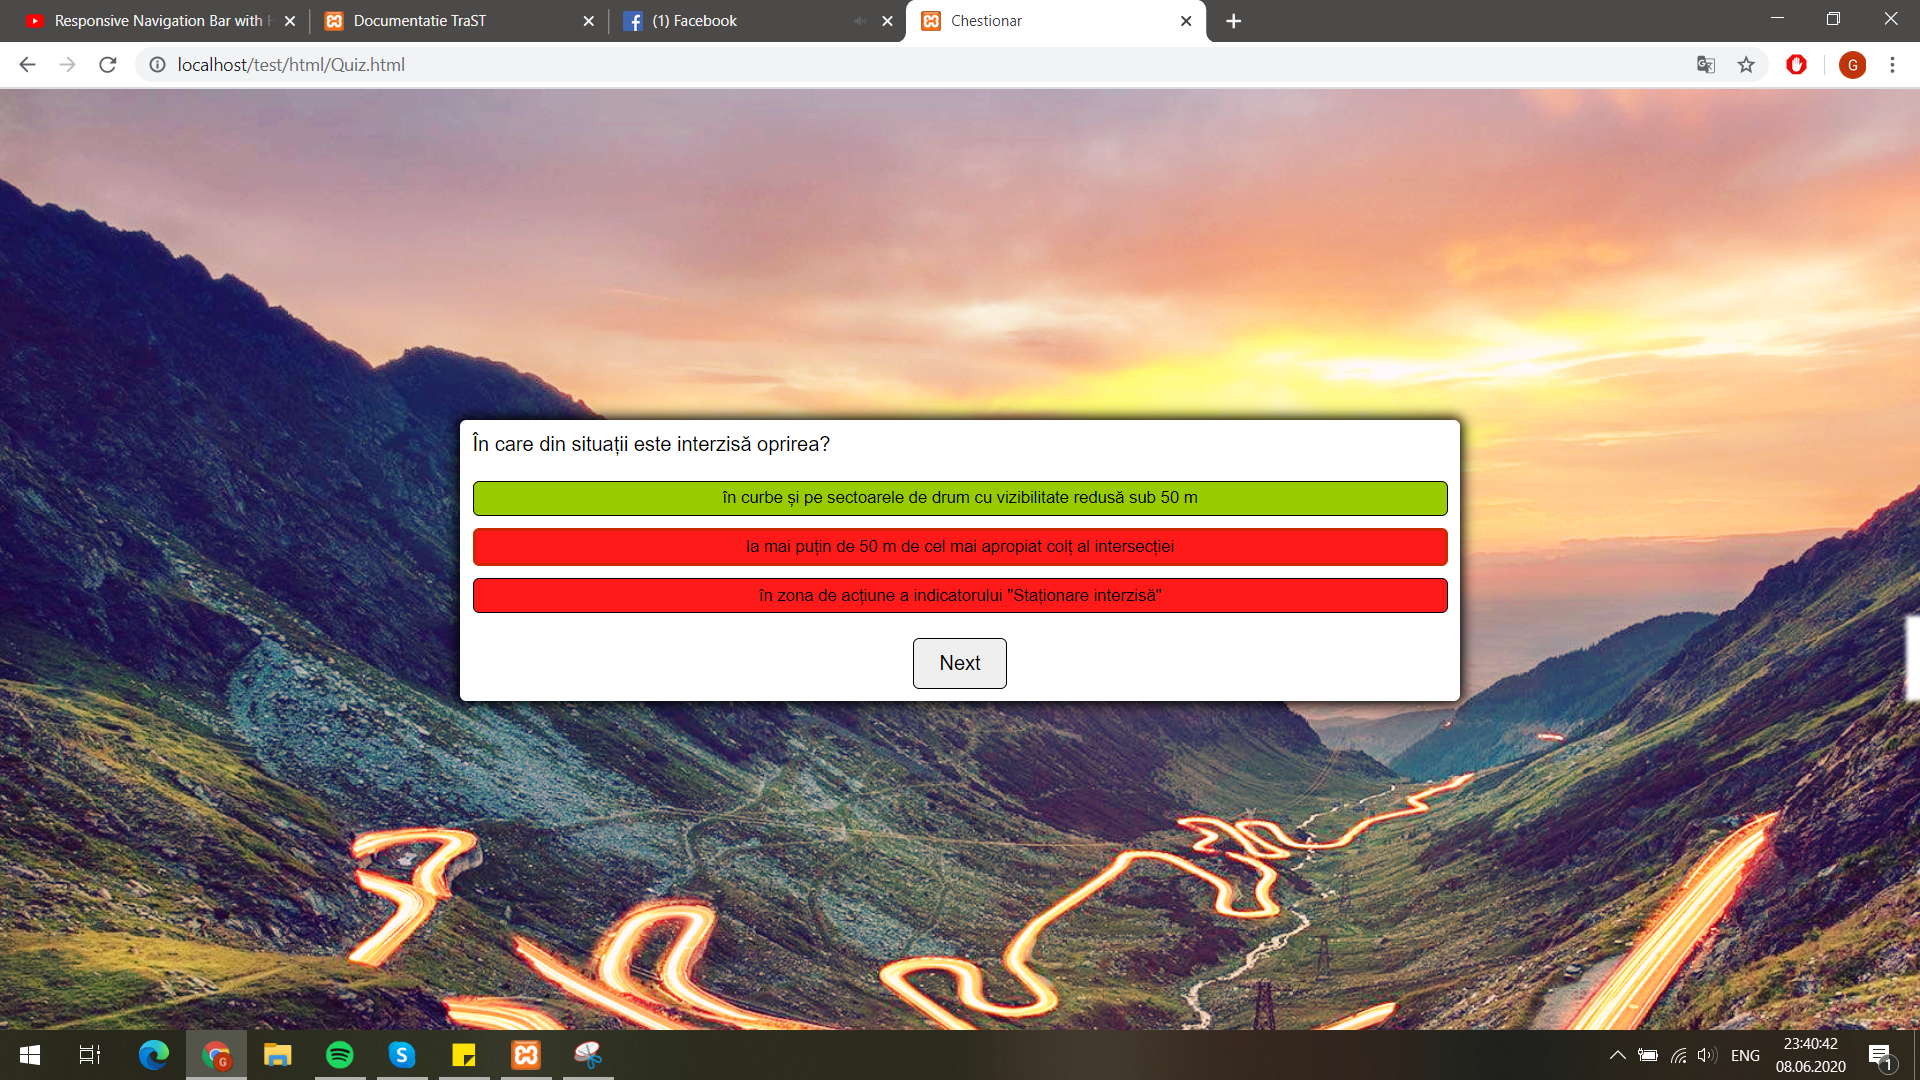 Responsive Navigation Bar with
Documentatie TraST
(1) Facebook
Chestionar
localhost/test/html/Quiz.html
G
În care din situații este interzisă oprirea?
în curbe și pe sectoarele de drum cu vizibilitate redusă sub 50 m
la mai puțin de 50 m de cel mai apropiat colț al intersecției
în zona de acțiune a indicatorului "Staționare interzisă"
Next
ENG
23:40:42
08.06.2020
1